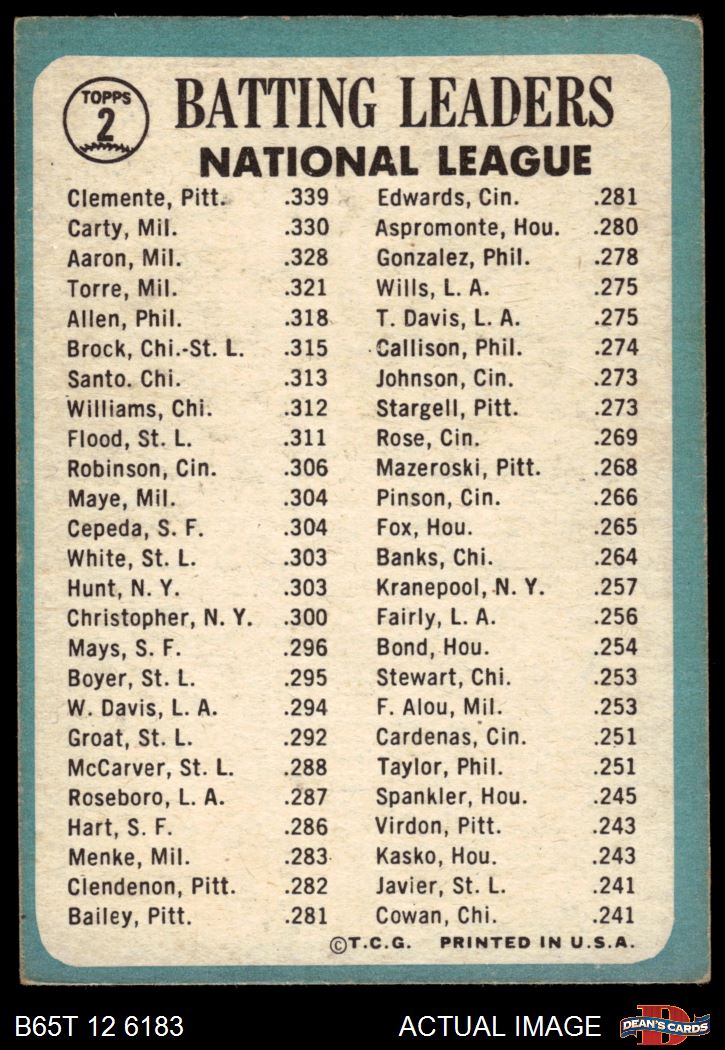 TOPPS
2
BATTING LEADERS
NATIONAL LEAGUE
Clemente, Pitt. .339
Carty, Mil. .330
Aaron, Mil. .328
Torre, Mil. .321
Allen, Phil. .318
Brock, Chi.-St. L. .315
Santo. Chi. .313
Williams, Chi. .312
Flood, St. L. .311
Robinson, Cin. .306
Maye, Mil. .304
Cepeda, S. F. .304
White, St. L. .303
Hunt, N. Y. .303
Christopher, N. Y. .300
Mays, S. F. .296
Boyer, St. L. .295
W. Davis, L. A. .294
Groat, St. L. .292
McCarver, St. L. .288
Roseboro, L. A. .287
Hart, S. F. .286
Menke, Mil. .283
Clendenon, Pitt. .282
Bailey, Pitt. .281
Edwards, Cin. .281
Aspromonte, Hou. .280
Gonzalez, Phil. .278
Wills, L. A. .275
T. Davis, L. A. .275
Callison, Phil. .274
Johnson, Cin. .273
Stargell, Pitt. .273
Rose, Cin. .269
Mazeroski, Pitt. .268
Pinson, Cin. .266
Fox, Hou. .265
Banks, Chi. .264
Kranepool, N. Y. .257
Fairly, L. A. .256
Bond, Hou. .254
Stewart, Chi. .253
F. Alou, Mil. .253
Cardenas, Cin. .251
Taylor, Phil. .251
Spankler, Hou. .245
Virdon, Pitt. .243
Kasko, Hou. .243
Javier, St. L. .241
Cowan, Chi. .241
©T.C.G. PRINTED IN U.S.A.
B65T 12 6183
ACTUAL IMAGE
D
DEAN'S CARDS